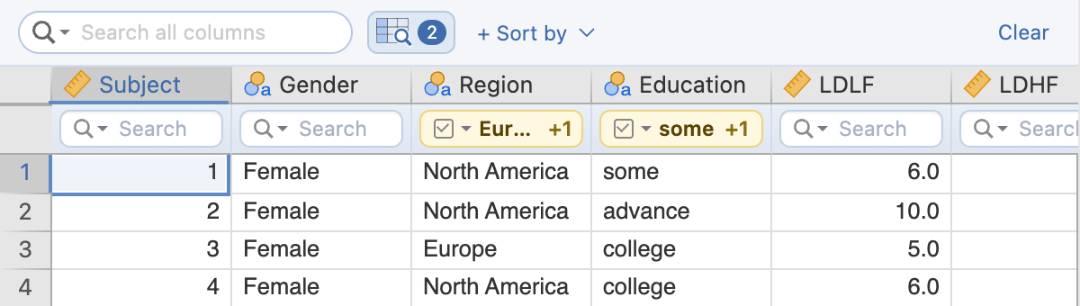 Search all columns 2 + Sort by Clear
Subject Gender Region Education LDLF LDHF
Search Search Eur... +1 some +1 Search Searcl
1 1 Female North America some 6.0
2 2 Female North America advance 10.0
3 3 Female Europe college 5.0
4 4 Female North America college 6.0